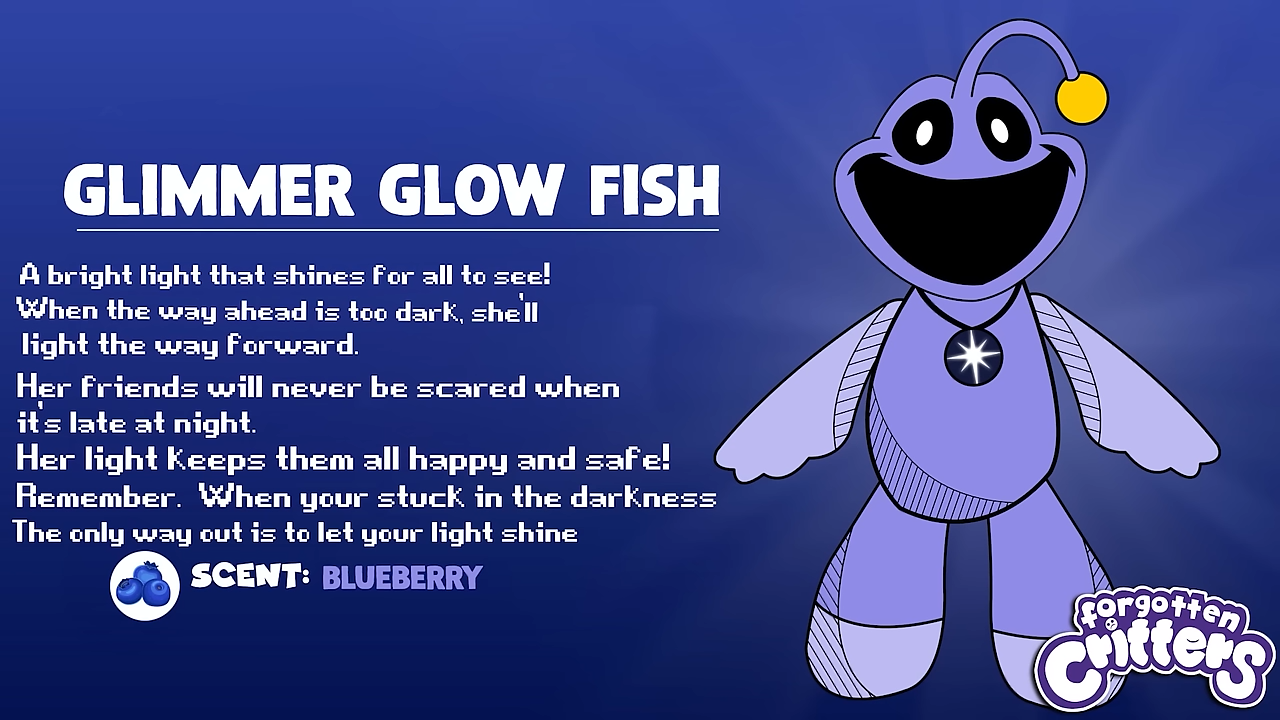 GLIMMER GLOW FISH
A bright light that shines for all to see!
When the way ahead is too dark, she'll
light the way forward.
Her friends will never be scared when
it's late at night.
Her light keeps them all happy and safe!
Remember. When your stuck in the darkness
The only way out is to let your light shine
SCENT: BLUEBERRY
forgotten
Critters